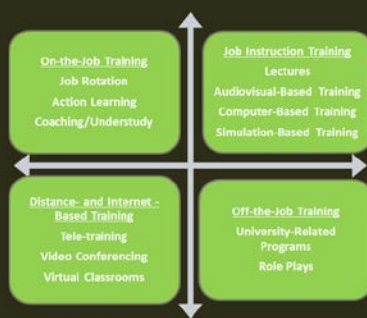 On-the-Job Training
Job Rotation
Action Learning
Coaching/Understudy
Job Instruction Training
Lectures
Audiovisual-Based Training
Computer-Based Training
Simulation-Based Training
Distance- and Internet -
Based Training
Tele-training
Video Conferencing
Virtual Classrooms
Off-the-Job Training
University-Related
Programs
Role Plays